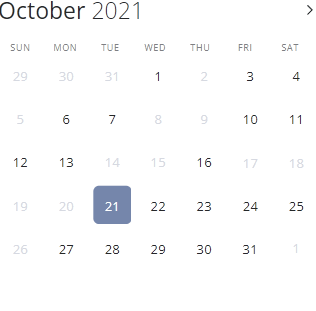 October 2021
SUN MON TUE WED THU FRI SAT
29 30 31 1 2 3 4
5 6 7 8 9 10 11
12 13 14 15 16 17 18
19 20 21 22 23 24 25
26 27 28 29 30 31 1